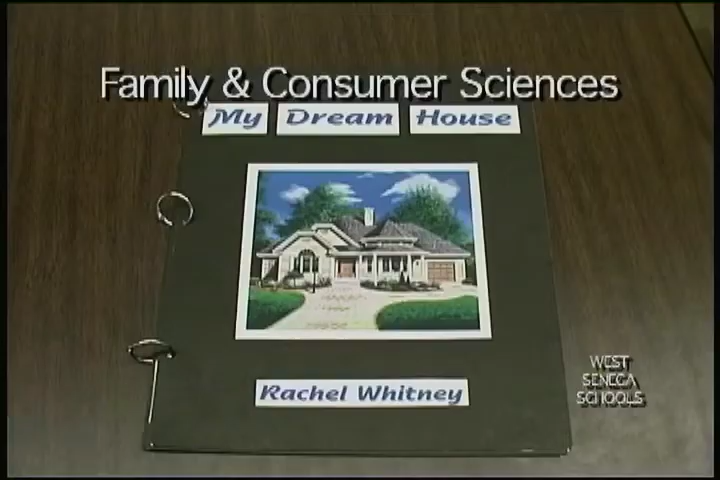 Family & Consumer Sciences
My Dream House
Rachel Whitney
WEST
SENECA
SCHOOLS